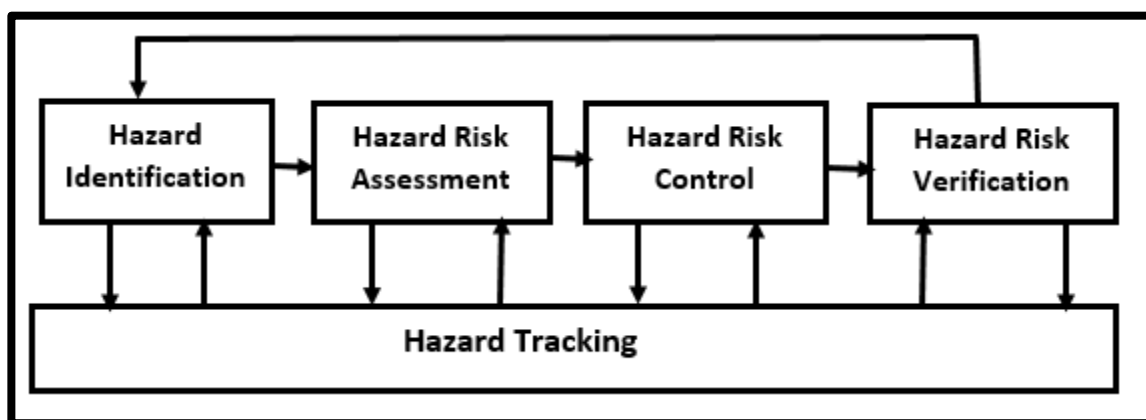 Hazard
Identification
Hazard Risk
Assessment
Hazard Risk
Control
Hazard Risk
Verification
Hazard Tracking